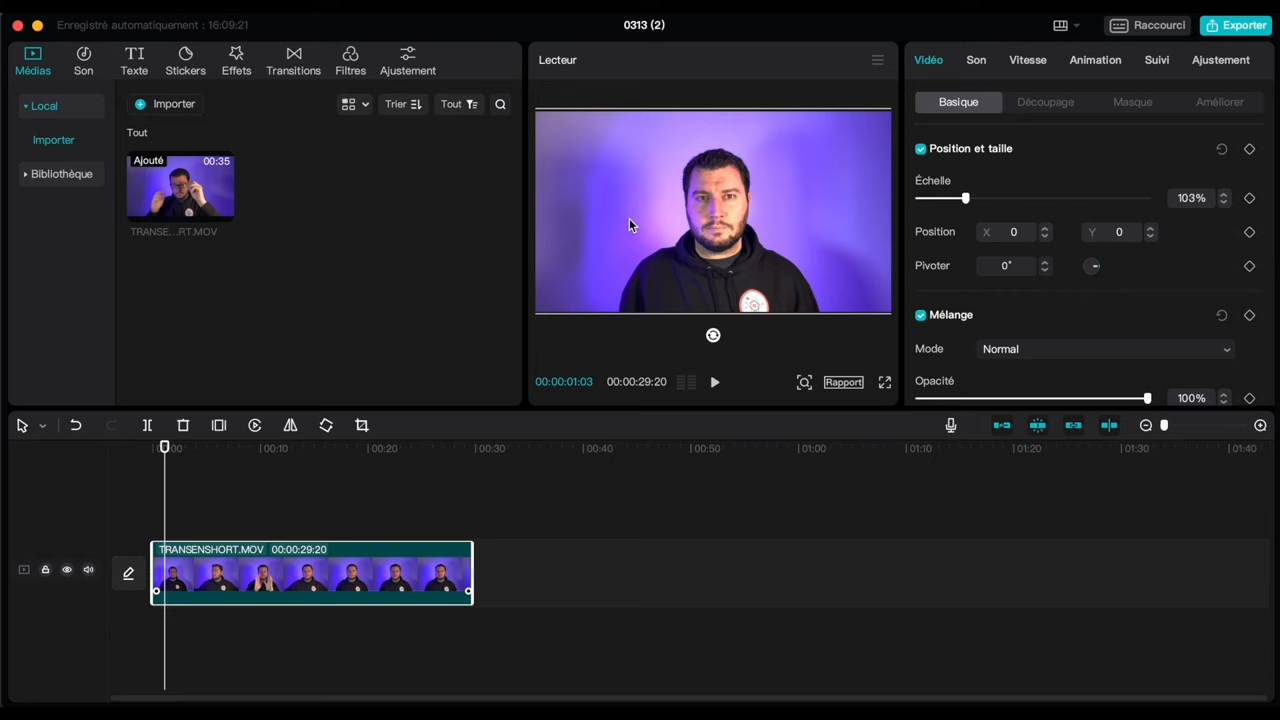 Enregistré automatiquement : 16:09:21
0313 (2)
Raccourci
Exporter
Médias
Son
Texte
Stickers
Effets
Transitions
Filtres
Ajustement
Local
Importer
Bibliothèque
Importer
Trier
Tout
Tout
Ajouté
00:35
TRANSE...RT.MOV
Lecteur
00:00:01:03
00:00:29:20
Rapport
Vidéo
Son
Vitesse
Animation
Suivi
Ajustement
Basique
Découpage
Masque
Améliorer
Position et taille
Échelle
103%
Position
X 0
Y 0
Pivoter
0°
Mélange
Mode
Normal
Opacité
100%
00:10
00:20
00:30
00:40
00:50
01:00
01:10
01:20
01:30
01:40
TRANSENSHORT.MOV 00:00:29:20